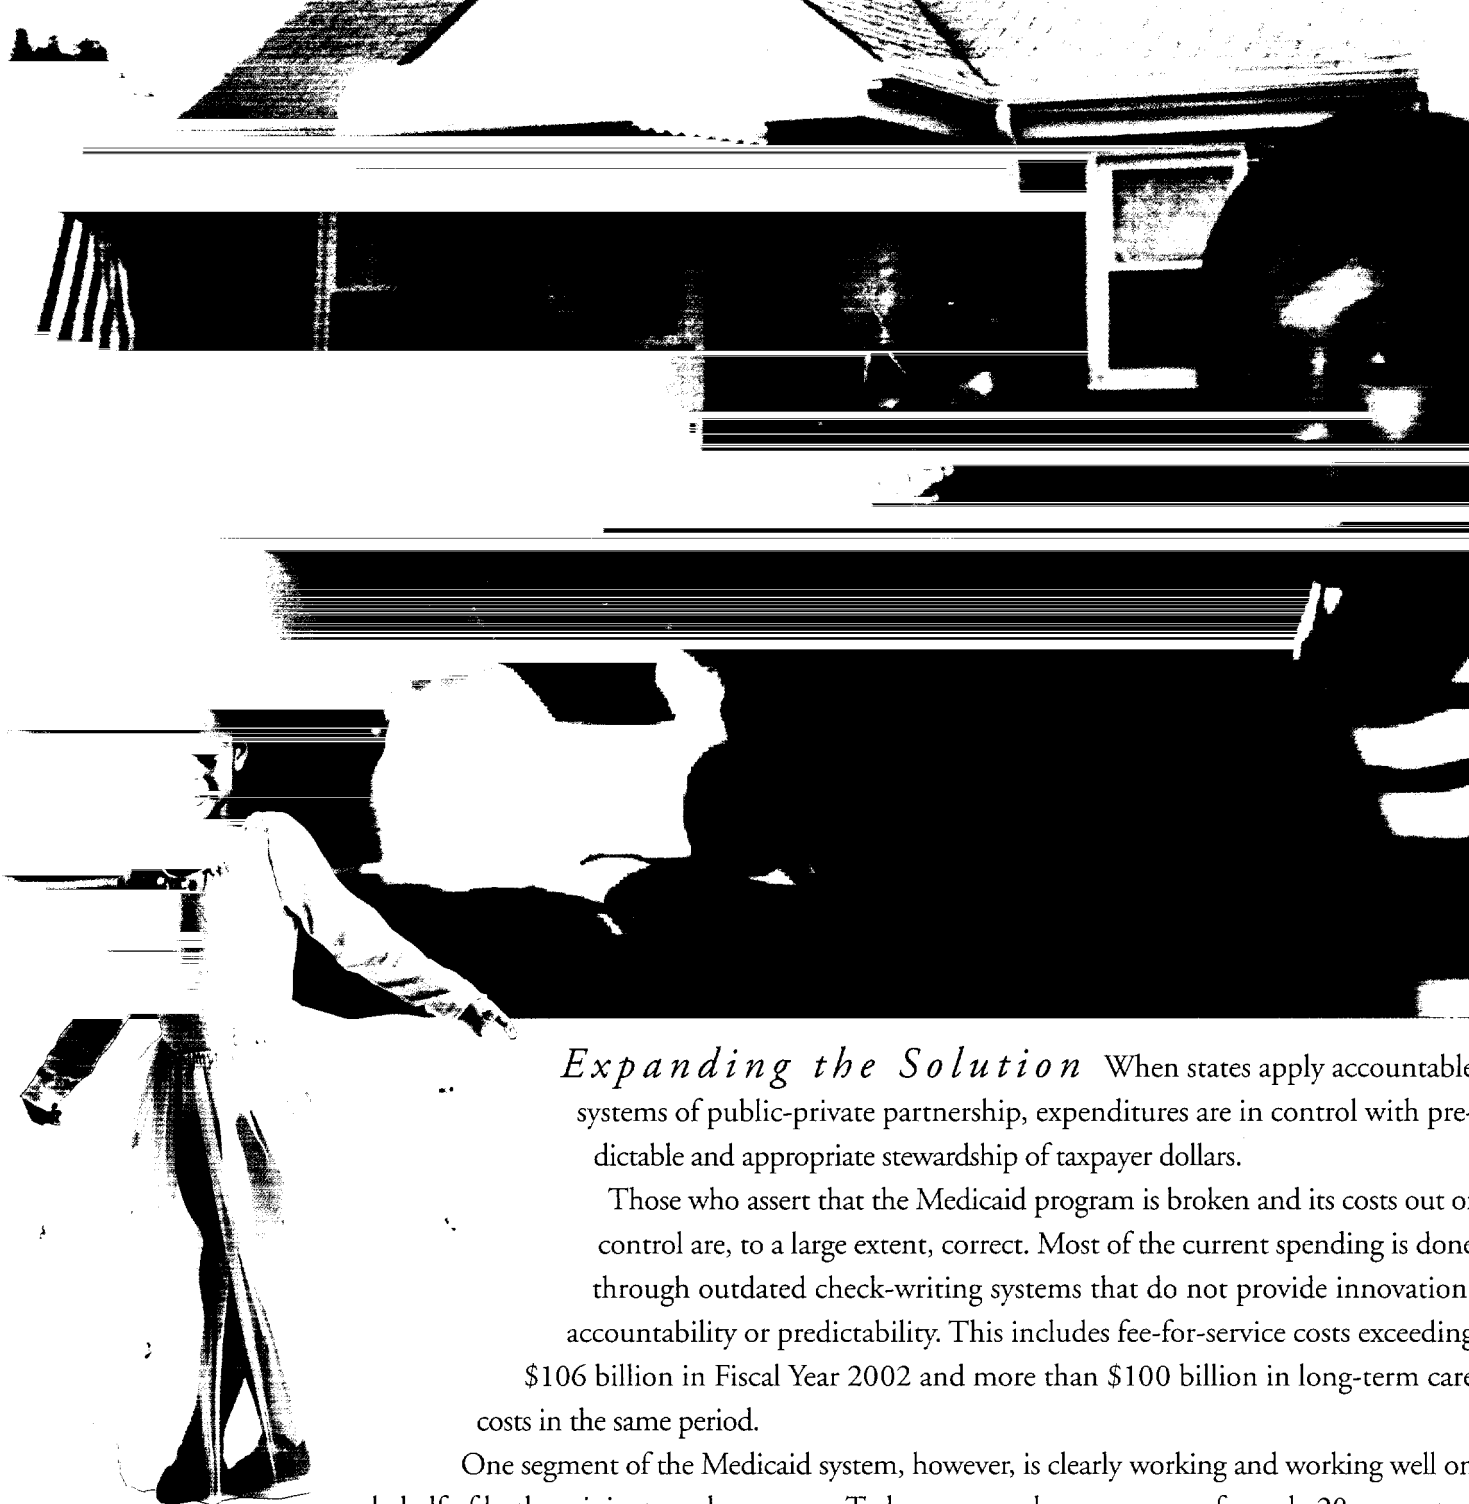 Expanding the Solution When states apply accountable
systems of public-private partnership, expenditures are in control with pre-
dictable and appropriate stewardship of taxpayer dollars.
Those who assert that the Medicaid program is broken and its costs out of
control are, to a large extent, correct. Most of the current spending is done
through outdated check-writing systems that do not provide innovation
accountability or predictability. This includes fee-for-service costs exceeding
$106 billion in Fiscal Year 2002 and more than $100 billion in long-term care
costs in the same period.
One segment of the Medicaid system, however, is clearly working and working well on